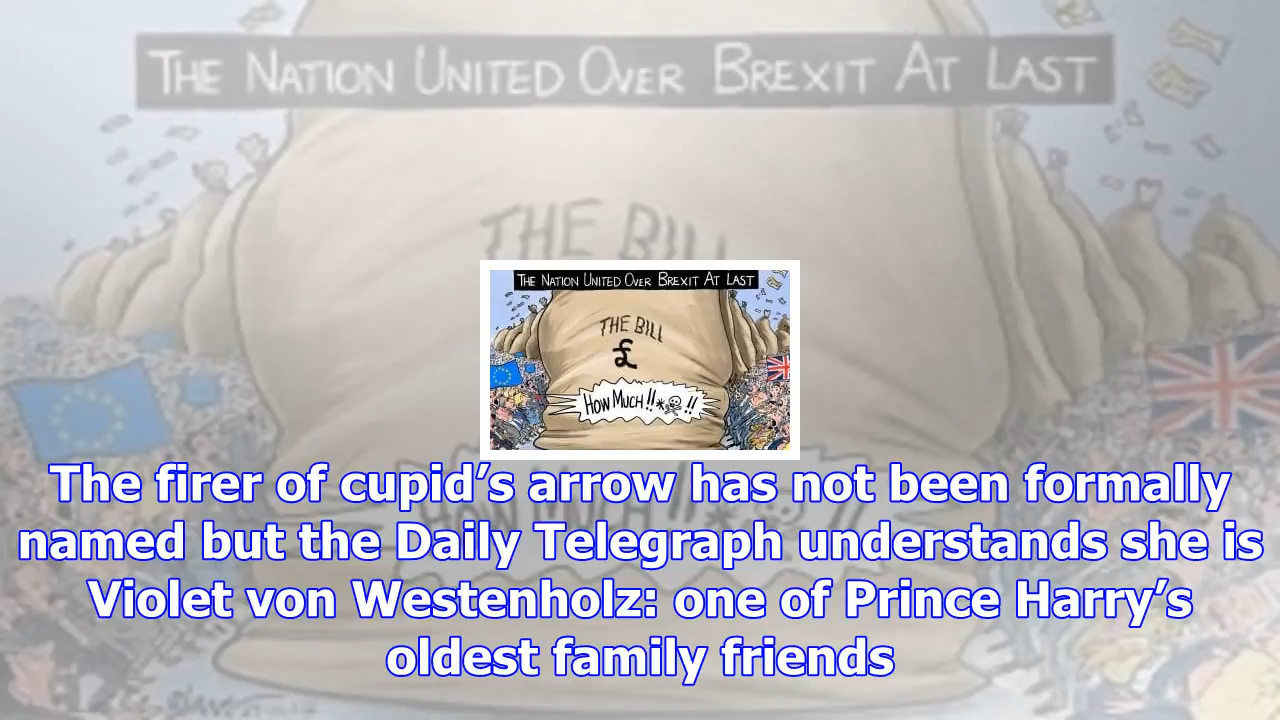 THE NATION UNITED OVER BREXIT AT LAST
THE BILL
THE NATION UNITED OVER BREXIT AT LAST
THE BILL
£
HOW MUCH!!*☠!!
The firer of cupid’s arrow has not been formally
named but the Daily Telegraph understands she is
Violet von Westenholz: one of Prince Harry’s
oldest family friends